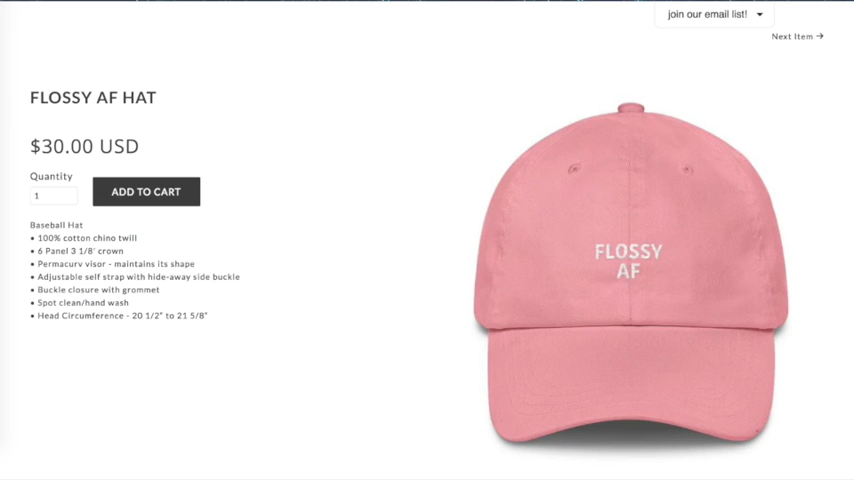 join our email list!
Next Item →
FLOSSY AF HAT
$30.00 USD
Quantity
1
ADD TO CART
Baseball Hat
• 100% cotton chino twill
• 6 Panel 3 1/8' crown
• Permacurv visor - maintains its shape
• Adjustable self strap with hide-away side buckle
• Buckle closure with grommet
• Spot clean/hand wash
• Head Circumference - 20 1/2" to 21 5/8"
FLOSSY
AF